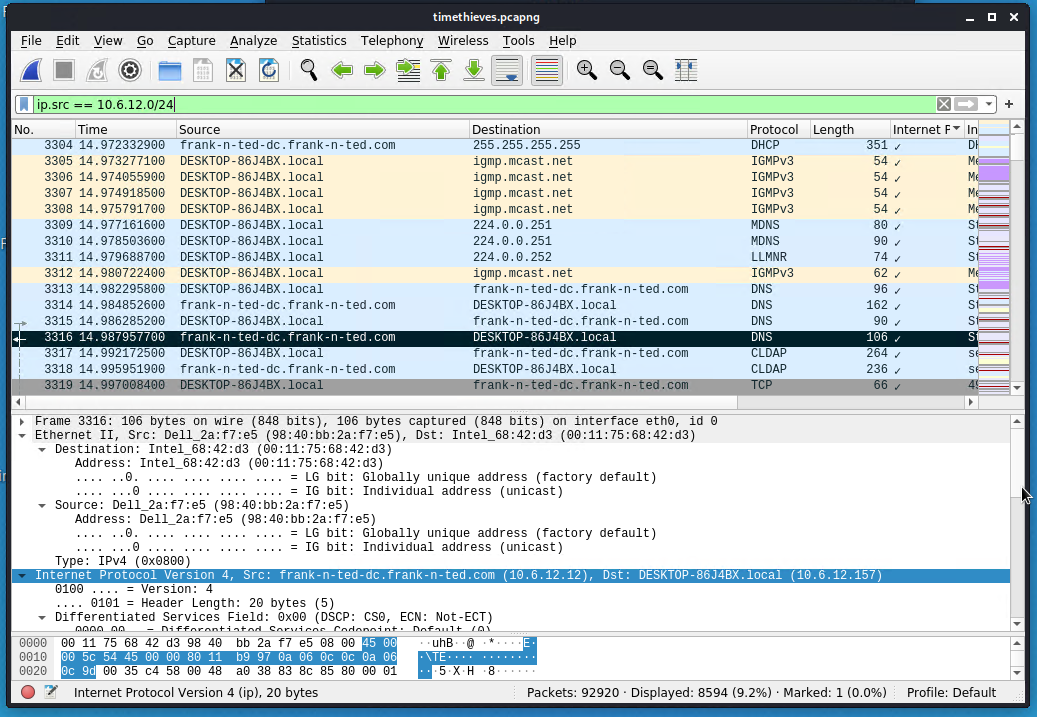 timethieves.pcapng
File Edit View Go Capture Analyze Statistics Telephony Wireless Tools Help
ip.src == 10.6.12.0/24
No. Time Source Destination Protocol Length Internet F In
3304 14.972332900 frank-n-ted-dc.frank-n-ted.com 255.255.255.255 DHCP 351 ✓ DH
3305 14.973277100 DESKTOP-86J4BX.local igmp.mcast.net IGMPv3 54 ✓ Me
3306 14.974055900 DESKTOP-86J4BX.local igmp.mcast.net IGMPv3 54 ✓ Me
3307 14.974918500 DESKTOP-86J4BX.local igmp.mcast.net IGMPv3 54 ✓ Me
3308 14.975791700 DESKTOP-86J4BX.local igmp.mcast.net IGMPv3 54 ✓ Me
3309 14.977161600 DESKTOP-86J4BX.local 224.0.0.251 MDNS 80 ✓ St
3310 14.978503600 DESKTOP-86J4BX.local 224.0.0.251 MDNS 90 ✓ St
3311 14.979688700 DESKTOP-86J4BX.local 224.0.0.252 LLMNR 74 ✓ St
3312 14.980722400 DESKTOP-86J4BX.local igmp.mcast.net IGMPv3 62 ✓ Me
3313 14.982295800 DESKTOP-86J4BX.local frank-n-ted-dc.frank-n-ted.com DNS 96 ✓ St
3314 14.984852600 frank-n-ted-dc.frank-n-ted.com DESKTOP-86J4BX.local DNS 162 ✓ St
3315 14.986285200 DESKTOP-86J4BX.local frank-n-ted-dc.frank-n-ted.com DNS 90 ✓ St
3316 14.987957700 frank-n-ted-dc.frank-n-ted.com DESKTOP-86J4BX.local DNS 106 ✓ St
3317 14.992172500 DESKTOP-86J4BX.local frank-n-ted-dc.frank-n-ted.com CLDAP 264 ✓ se
3318 14.995951900 frank-n-ted-dc.frank-n-ted.com DESKTOP-86J4BX.local CLDAP 236 ✓ se
3319 14.997008400 DESKTOP-86J4BX.local frank-n-ted-dc.frank-n-ted.com TCP 66 ✓ 49
Frame 3316: 106 bytes on wire (848 bits), 106 bytes captured (848 bits) on interface eth0, id 0
Ethernet II, Src: Dell_2a:f7:e5 (98:40:bb:2a:f7:e5), Dst: Intel_68:42:d3 (00:11:75:68:42:d3)
Destination: Intel_68:42:d3 (00:11:75:68:42:d3)
Address: Intel_68:42:d3 (00:11:75:68:42:d3)
.... ..0. .... .... .... .... = LG bit: Globally unique address (factory default)
.... ...0 .... .... .... .... = IG bit: Individual address (unicast)
Source: Dell_2a:f7:e5 (98:40:bb:2a:f7:e5)
Address: Dell_2a:f7:e5 (98:40:bb:2a:f7:e5)
.... ..0. .... .... .... .... = LG bit: Globally unique address (factory default)
.... ...0 .... .... .... .... = IG bit: Individual address (unicast)
Type: IPv4 (0x0800)
Internet Protocol Version 4, Src: frank-n-ted-dc.frank-n-ted.com (10.6.12.12), Dst: DESKTOP-86J4BX.local (10.6.12.157)
0100 .... = Version: 4
.... 0101 = Header Length: 20 bytes (5)
Differentiated Services Field: 0x00 (DSCP: CS0, ECN: Not-ECT)
0000 00.. = Differentiated Services Codepoint: Default (0)
0000 00 11 75 68 42 d3 98 40 bb 2a f7 e5 08 00 45 00 ··uhB··@ ·*····E·
0010 00 5c 54 45 00 00 80 11 b9 97 0a 06 0c 0c 0a 06 ·\TE···· ········
0020 0c 9d 00 35 c4 58 00 48 a0 38 83 8c 85 80 00 01 ···5·X·H ·8······
Internet Protocol Version 4 (ip), 20 bytes
Packets: 92920 · Displayed: 8594 (9.2%) · Marked: 1 (0.0%)
Profile: Default